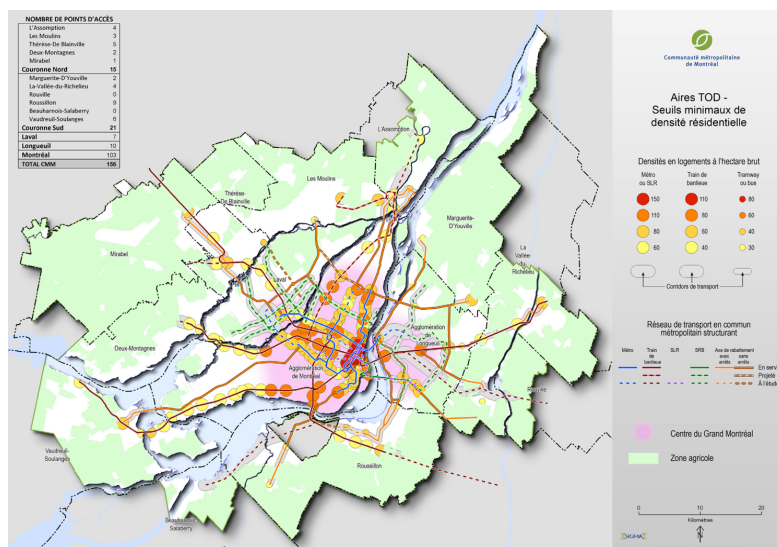 NOMBRE DE POINTS D'ACCÈS
L'Assomption 4
Les Moulins 3
Thérèse-De Blainville 5
Deux-Montagnes 2
Mirabel 1
Couronne Nord 15
Marguerite-D'Youville 2
La-Vallée-du-Richelieu 4
Rouville 0
Roussillon 9
Beauharnois-Salaberry 0
Vaudreuil-Soulanges 6
Couronne Sud 21
Laval 7
Longueuil 10
Montréal 103
TOTAL CMM 156
L'Assomption
Les Moulins
Thérèse-
De Blainville
Marguerite-
D'Youville
Mirabel
La
Vallée-
du-
Richelieu
Laval
Deux-Montagnes
Agglomération
de
Longueuil
Agglomération
de Montréal
Rouville
Vaudreuil-
Soulanges
Roussillon
Beauharnois-
Salaberry
Communauté métropolitaine
de Montréal
Aires TOD -
Seuils minimaux de
densité résidentielle
Densités en logements à l'hectare brut
Métro
ou SLR
Train de
banlieue
Tramway
ou bus
150 110 80
110 80 60
80 60 40
60 40 30
Corridors de transport
Réseau de transport en commun
métropolitain structurant
Métro
Train
de
banlieue
SLR
SRB
Axe de rabattement
avec
arrêts
sans
arrêts
En serv
Projeté
À l'étud
Centre du Grand Montréal
Zone agricole
0 10 20
Kilomètres
N
SIGMA